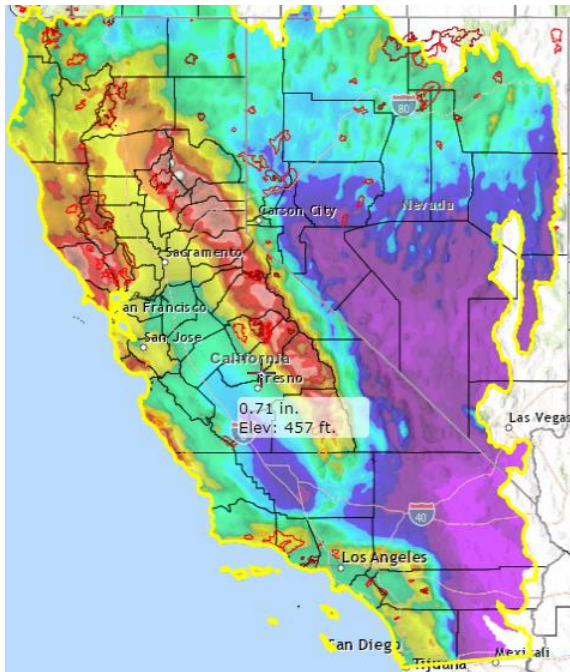 80
Nevada
Carson City
Sacramento
an Francisco
San Jose
California
Fresno
0.71 in.
Elev: 457 ft.
Las Vegas
40
Los Angeles
San Diego
Tijuana
Mexicali